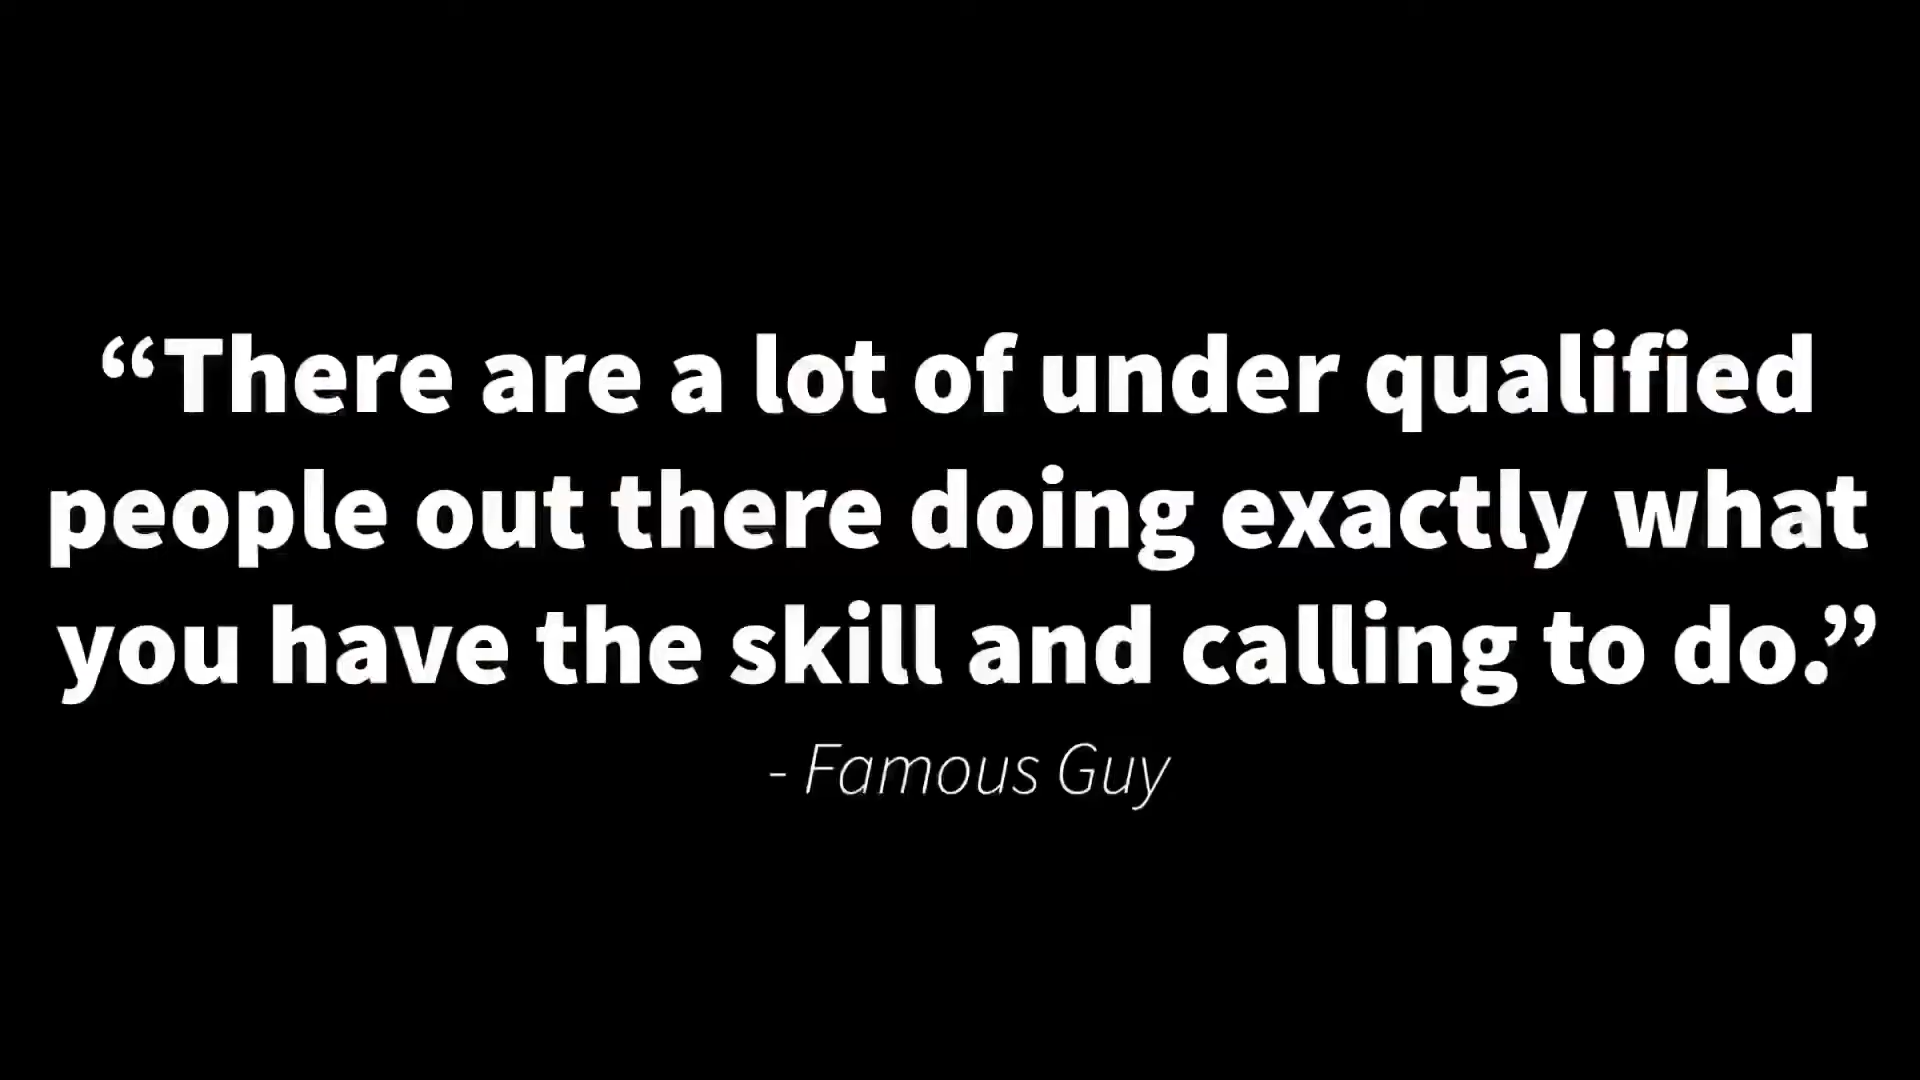 “There are a lot of under qualified
people out there doing exactly what
you have the skill and calling to do.”
- Famous Guy